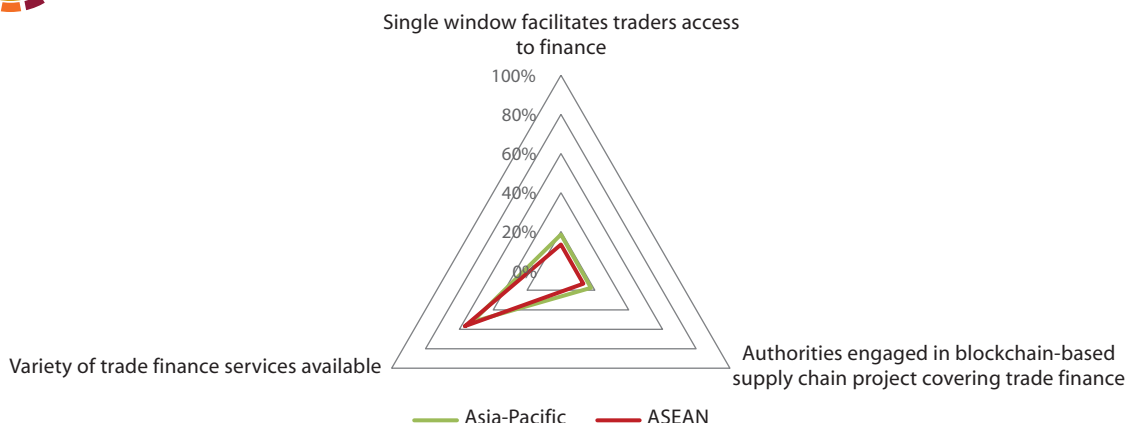 Single window facilitates traders access
to finance
100%
80%
60%
40%
20%
0%
Variety of trade finance services available
Authorities engaged in blockchain-based
supply chain project covering trade finance
Asia-Pacific
ASEAN